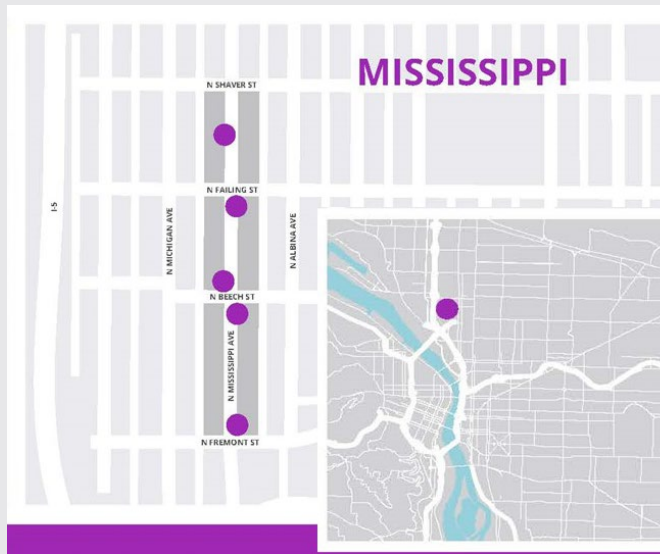 MISSISSIPPI
N SHAVER ST
N FAILING ST
I-5
N MICHIGAN AVE
N ALBINA AVE
N BEECH ST
N MISSISSIPPI AVE
N FREMONT ST